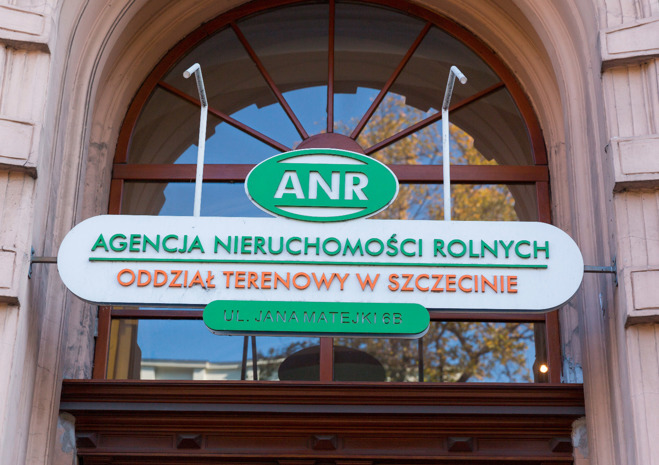 ANR
AGENCJA NIERUCHOMOŚCI ROLNYCH
ODDZIAŁ TERENOWY W SZCZECINIE
UL. JANA MATEJKI 6B